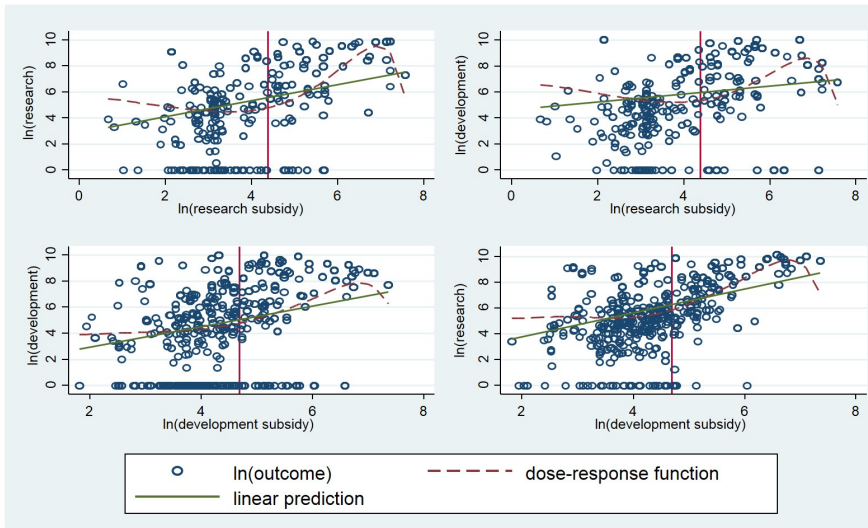 ln(research)
10
8
6
4
2
0
0 2 4 6 8
ln(research subsidy)
ln(development)
10
8
6
4
2
0
0 2 4 6 8
ln(research subsidy)
ln(development)
10
8
6
4
2
0
2 4 6 8
ln(development subsidy)
ln(research)
10
8
6
4
2
0
2 4 6 8
ln(development subsidy)
ln(outcome) dose-response function
linear prediction